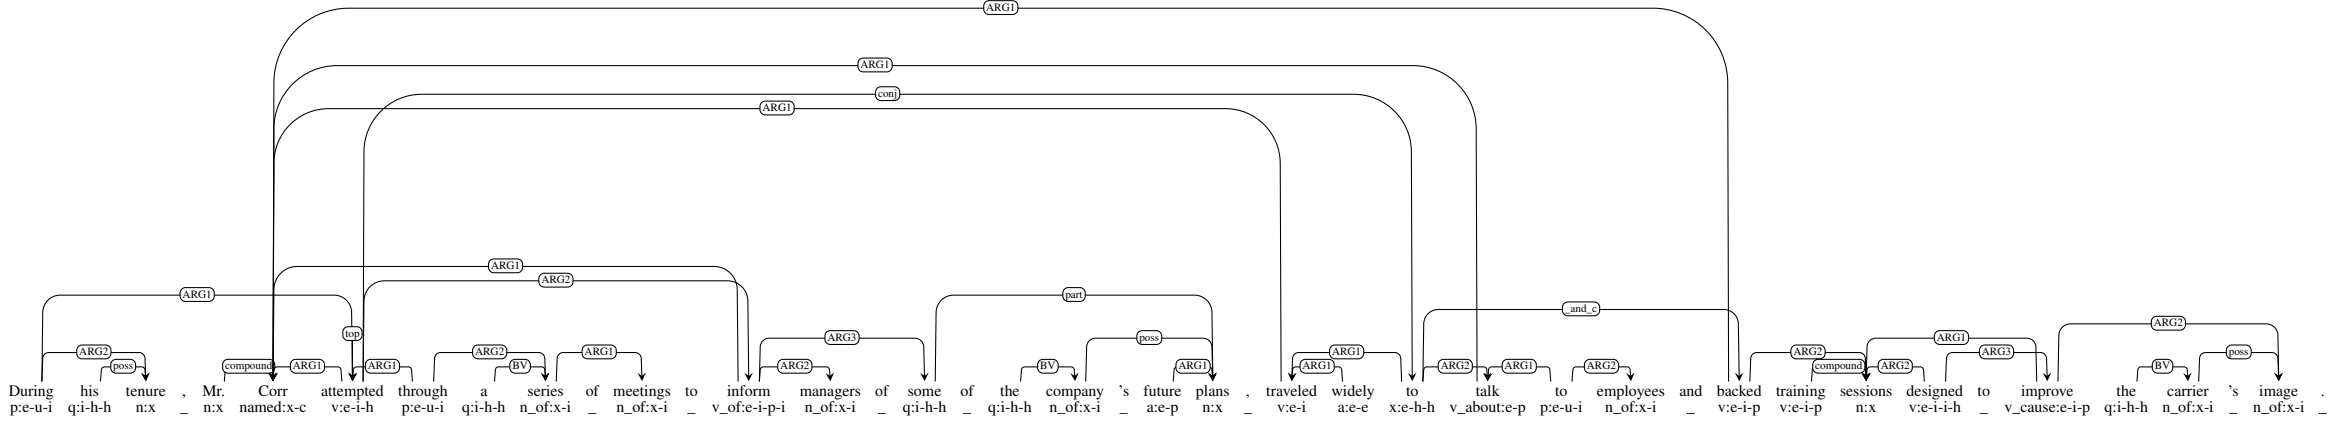 ARG1
ARG1
conj
ARG1
ARG1
ARG2
ARG1 part
_and_c
ARG2
top
ARG3 poss ARG1
ARG2 ARG2 ARG1 ARG1 ARG2 ARG3 poss
poss compound ARG1 ARG1 BV ARG2 BV ARG1 ARG1 ARG2 ARG1 ARG2 compound ARG2 BV
During his tenure , Mr. Corr attempted through a series of meetings to inform managers of some of the company 's future plans , traveled widely to talk to employees and backed training sessions designed to improve the carrier 's image .
p:e-u-i q:i-h-h n:x _ n:x named:x-c v:e-i-h p:e-u-i q:i-h-h n_of:x-i _ n_of:x-i _ v_of:e-i-p-i n_of:x-i _ q:i-h-h _ q:i-h-h n_of:x-i _ a:e-p n:x _ v:e-i a:e-e x:e-h-h v_about:e-p p:e-u-i n_of:x-i _ v:e-i-p v:e-i-p n:x v:e-i-i-h _ v_cause:e-i-p q:i-h-h n_of:x-i _ n_of:x-i _